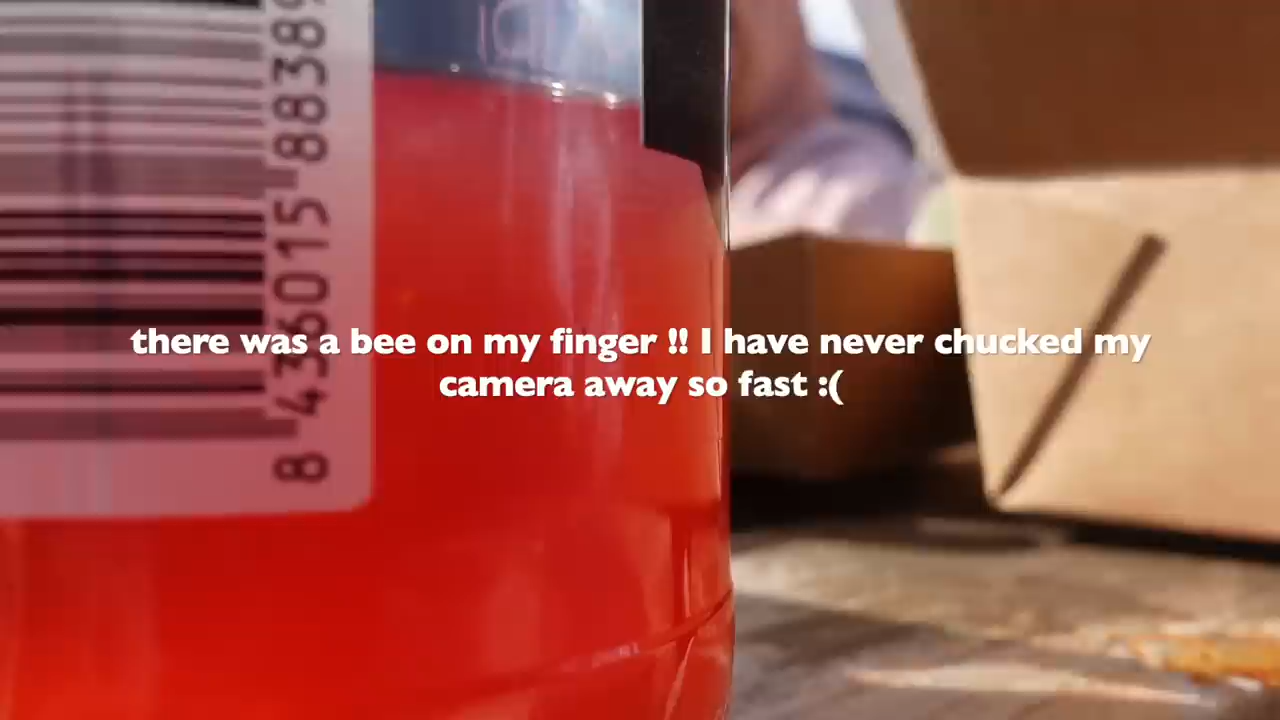 there was a bee on my finger !! I have never chucked my
camera away so fast :(
8 436015 88389